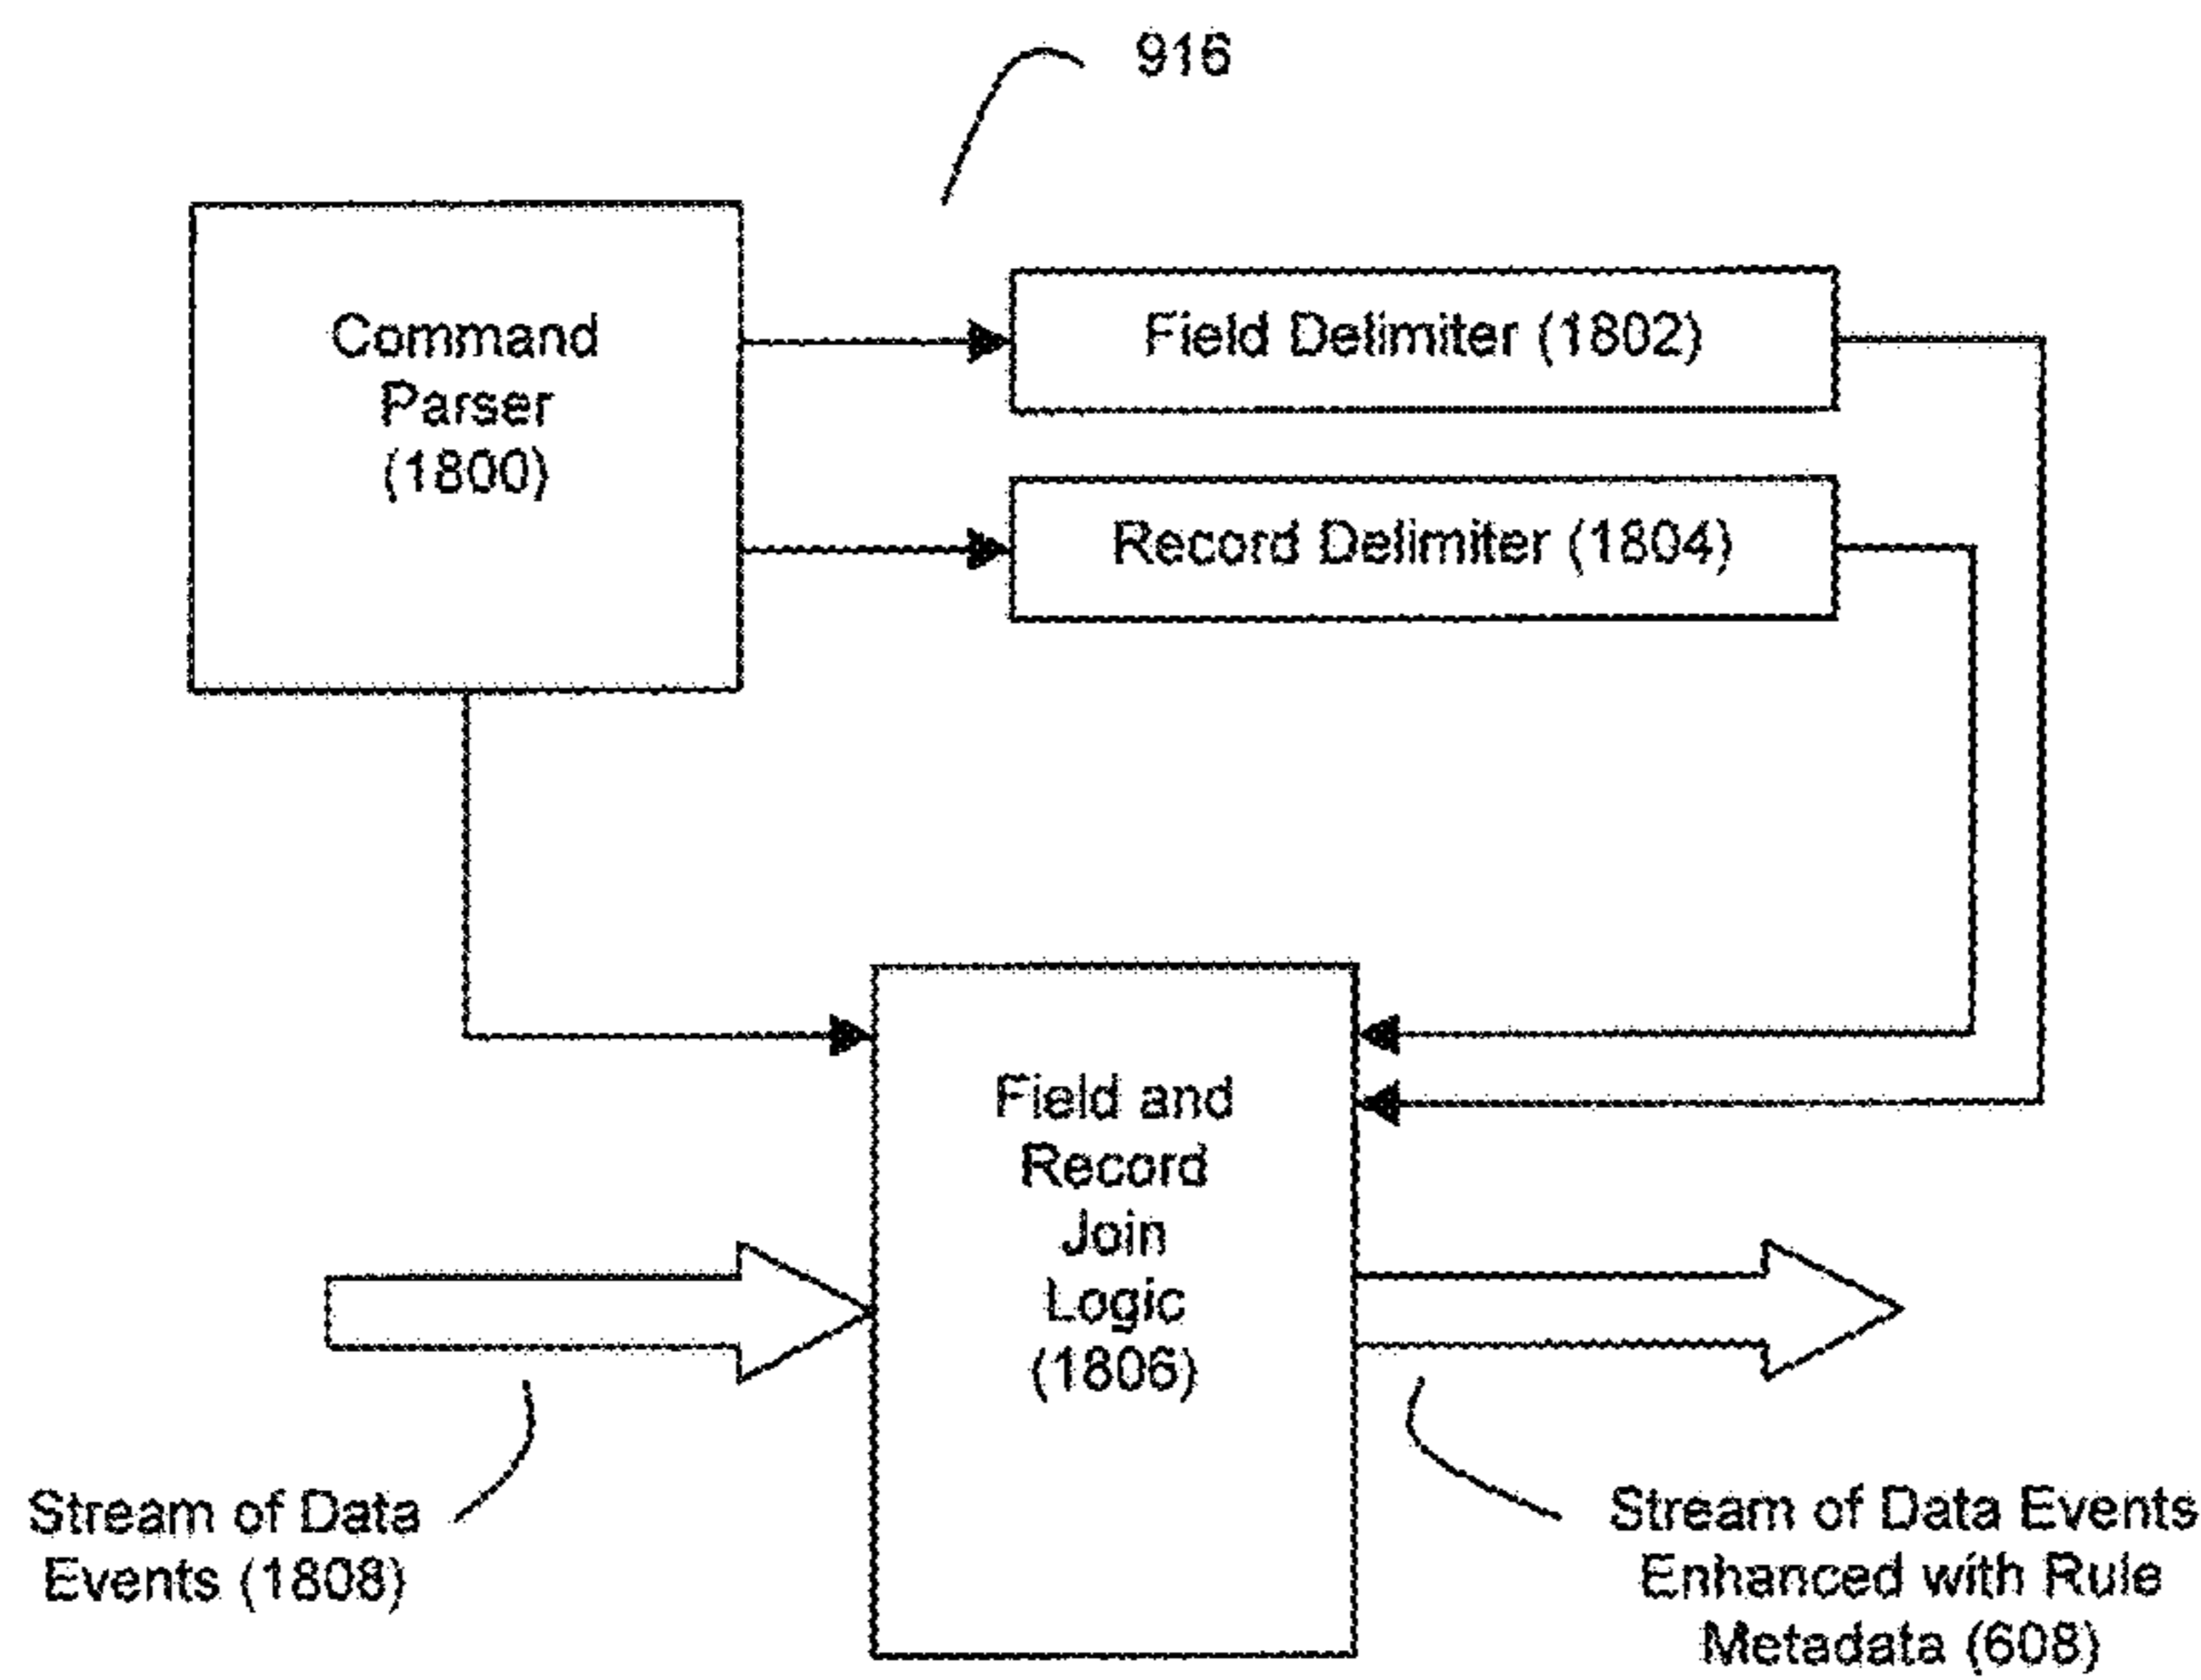 916
Command
Parser
(1800)
Field Delimiter (1802)
Record Delimiter (1804)
Field and
Record
Join
Logic
(1806)
Stream of Data
Events (1808)
Stream of Data Events
Enhanced with Rule
Metadata (608)